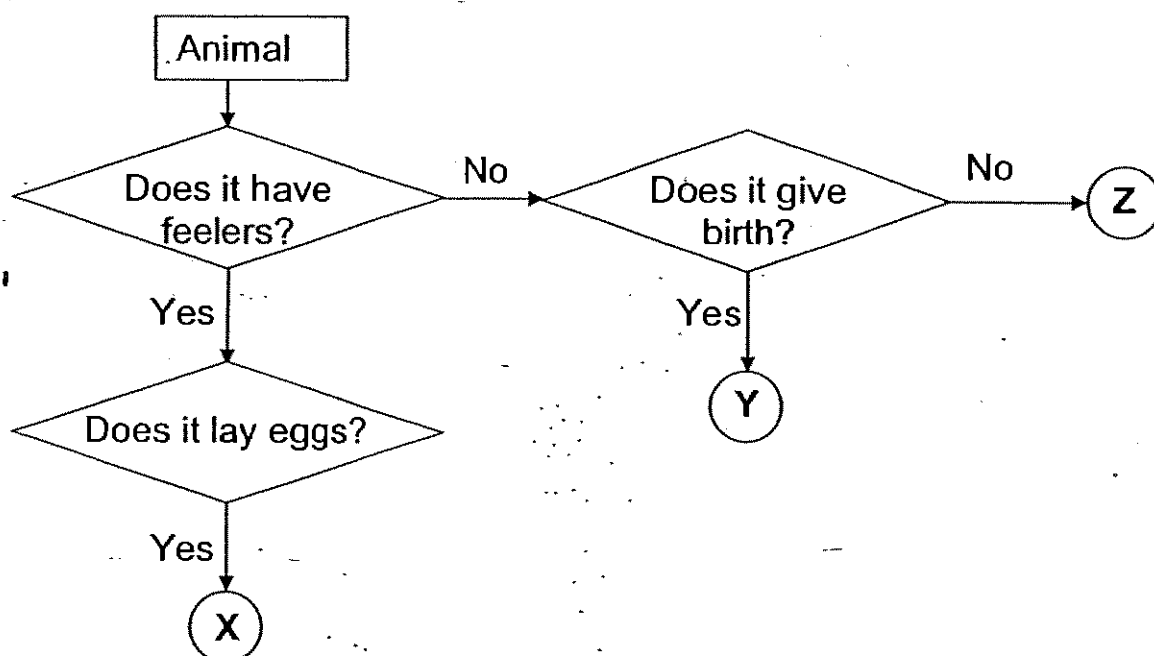 Animal
Does it have
feelers?
No
Does it give
birth?
No
Z
Yes
Yes
Y
Does it lay eggs?
Yes
X